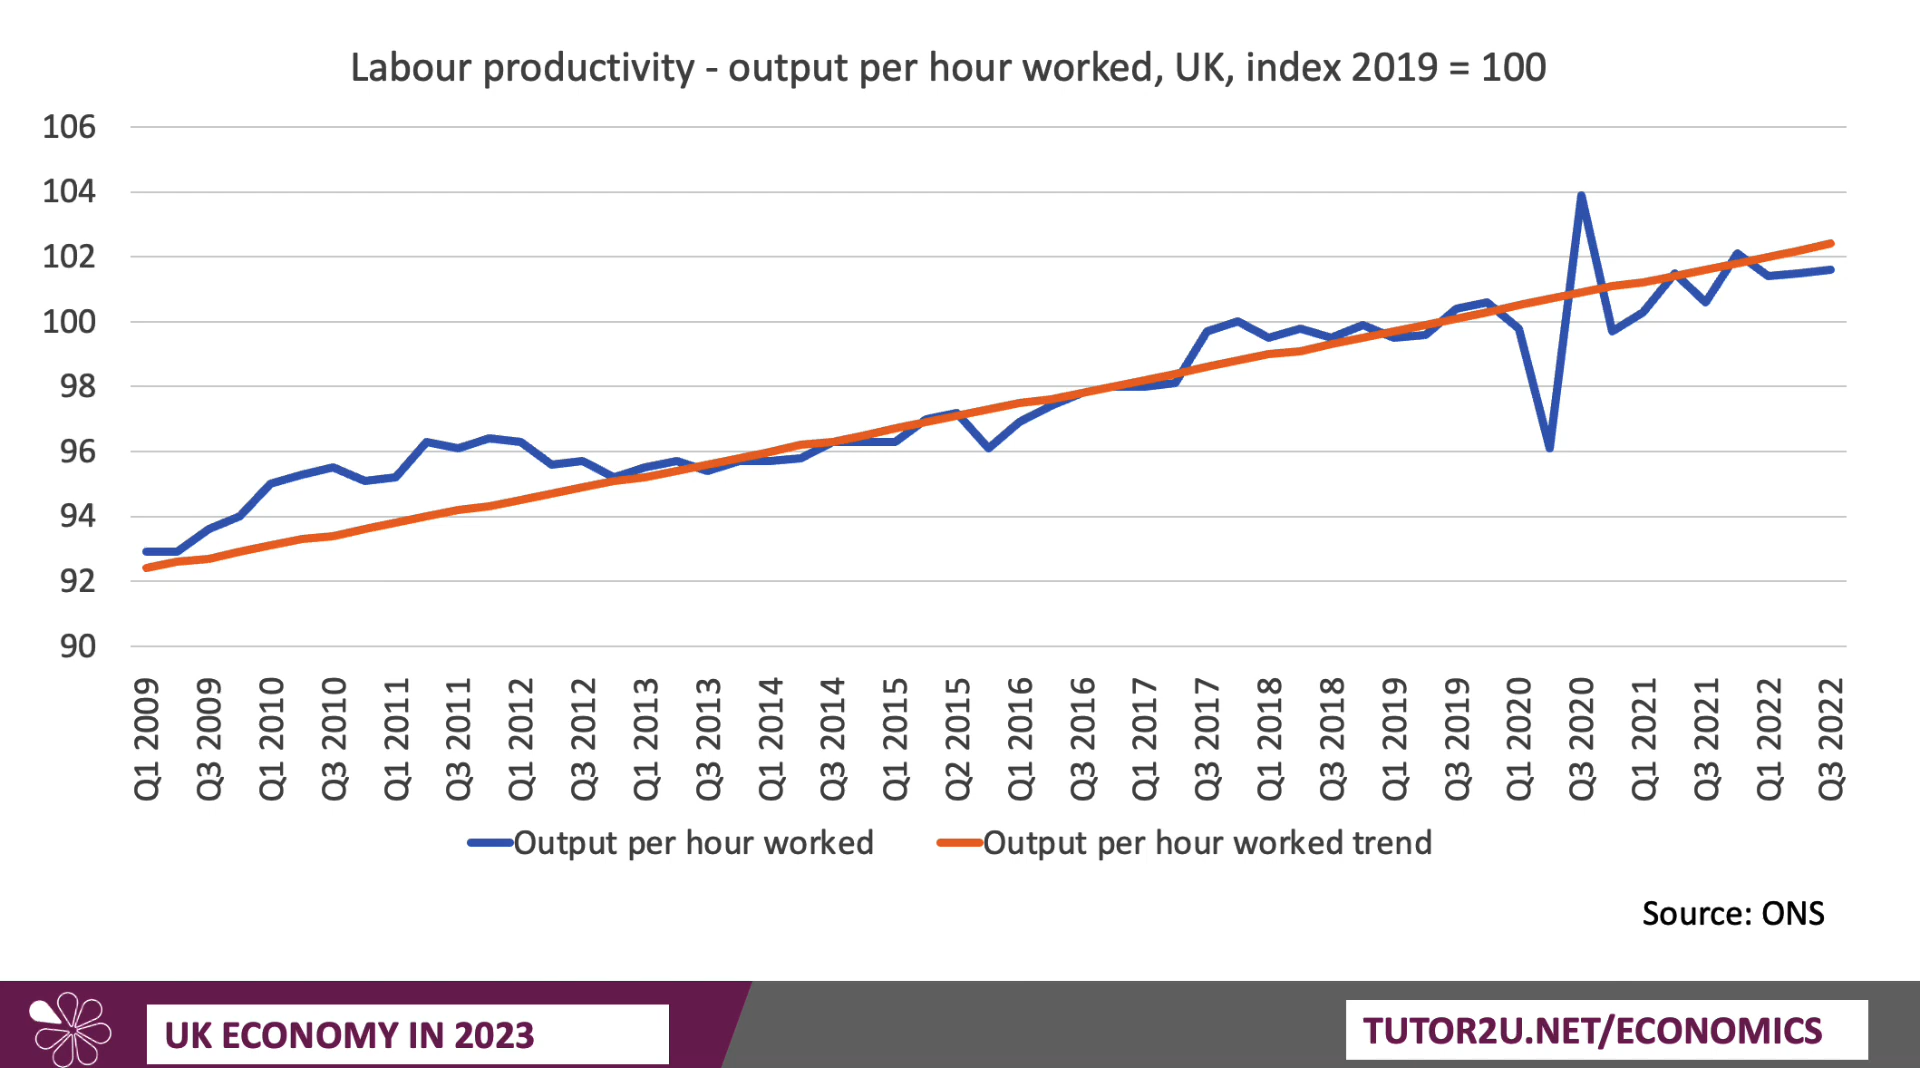 Labour productivity - output per hour worked, UK, index 2019 = 100
106
104
102
100
98
96
94
92
90
Q1 2009
Q3 2009
Q1 2010
Q3 2010
Q1 2011
Q3 2011
Q1 2012
Q3 2012
Q1 2013
Q3 2013
Q1 2014
Q3 2014
Q1 2015
Q2 2015
Q1 2016
Q3 2016
Q1 2017
Q3 2017
Q1 2018
Q3 2018
Q1 2019
Q3 2019
Q1 2020
Q3 2020
Q1 2021
Q3 2021
Q1 2022
Q3 2022
Output per hour worked
Output per hour worked trend
Source: ONS
UK ECONOMY IN 2023
TUTOR2U.NET/ECONOMICS